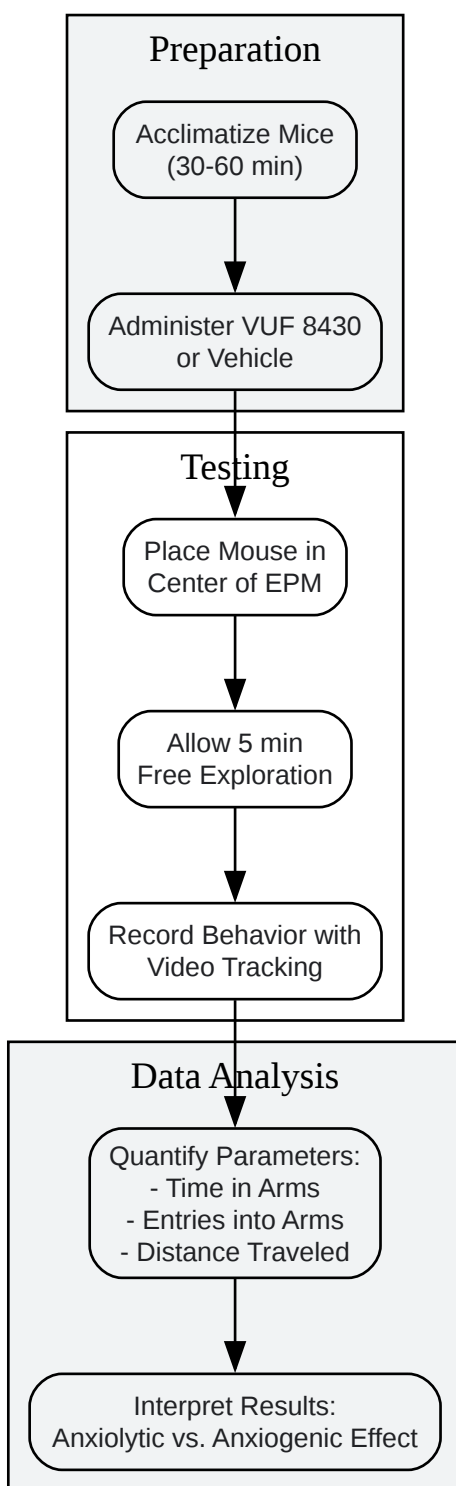 Preparation
Acclimatize Mice
(30-60 min)
Administer VUF 8430
or Vehicle
Testing
Place Mouse in
Center of EPM
Allow 5 min
Free Exploration
Record Behavior with
Video Tracking
Data Analysis
Quantify Parameters:
- Time in Arms
- Entries into Arms
- Distance Traveled
Interpret Results:
Anxiolytic vs. Anxiogenic Effect